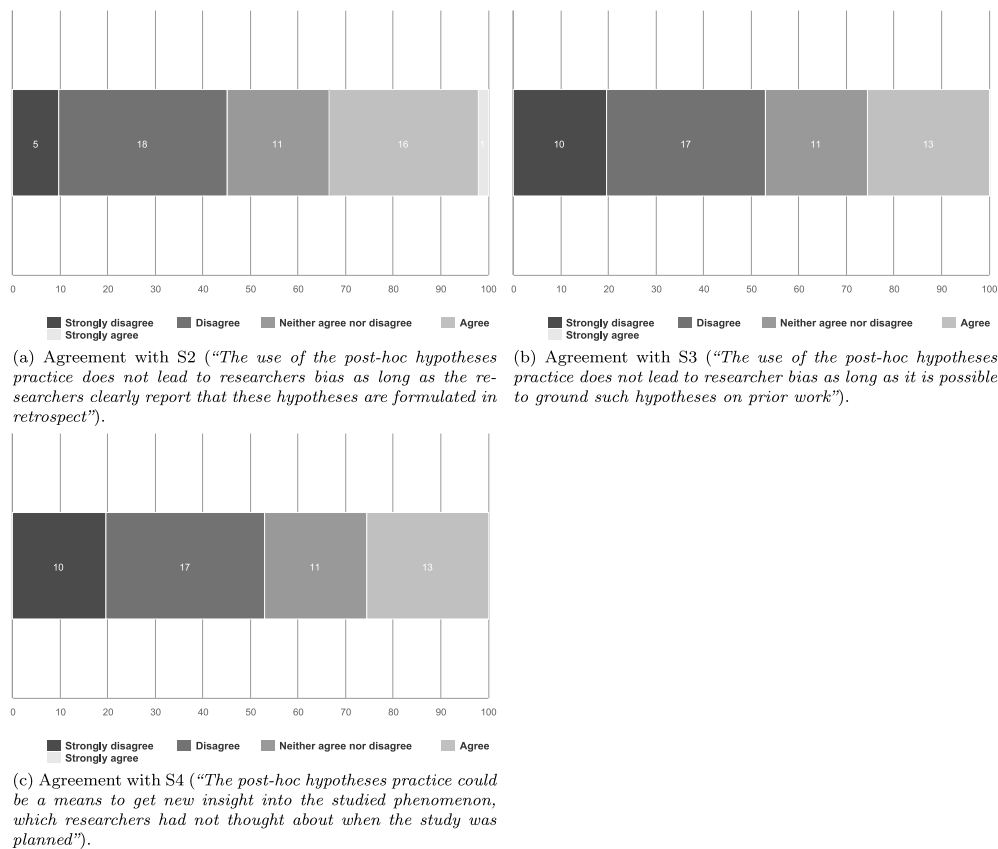 5 18 11 16 1
0 10 20 30 40 50 60 70 80 90 100
Strongly disagree Disagree Neither agree nor disagree Agree
Strongly agree
(a) Agreement with S2 (“The use of the post-hoc hypotheses
practice does not lead to researchers bias as long as the re-
searchers clearly report that these hypotheses are formulated in
retrospect”).
10 17 11 13
0 10 20 30 40 50 60 70 80 90 100
Strongly disagree Disagree Neither agree nor disagree Agree
Strongly agree
(b) Agreement with S3 (“The use of the post-hoc hypotheses
practice does not lead to researcher bias as long as it is possible
to ground such hypotheses on prior work”).
10 17 11 13
0 10 20 30 40 50 60 70 80 90 100
Strongly disagree Disagree Neither agree nor disagree Agree
Strongly agree
(c) Agreement with S4 (“The post-hoc hypotheses practice could
be a means to get new insight into the studied phenomenon,
which researchers had not thought about when the study was
planned”).